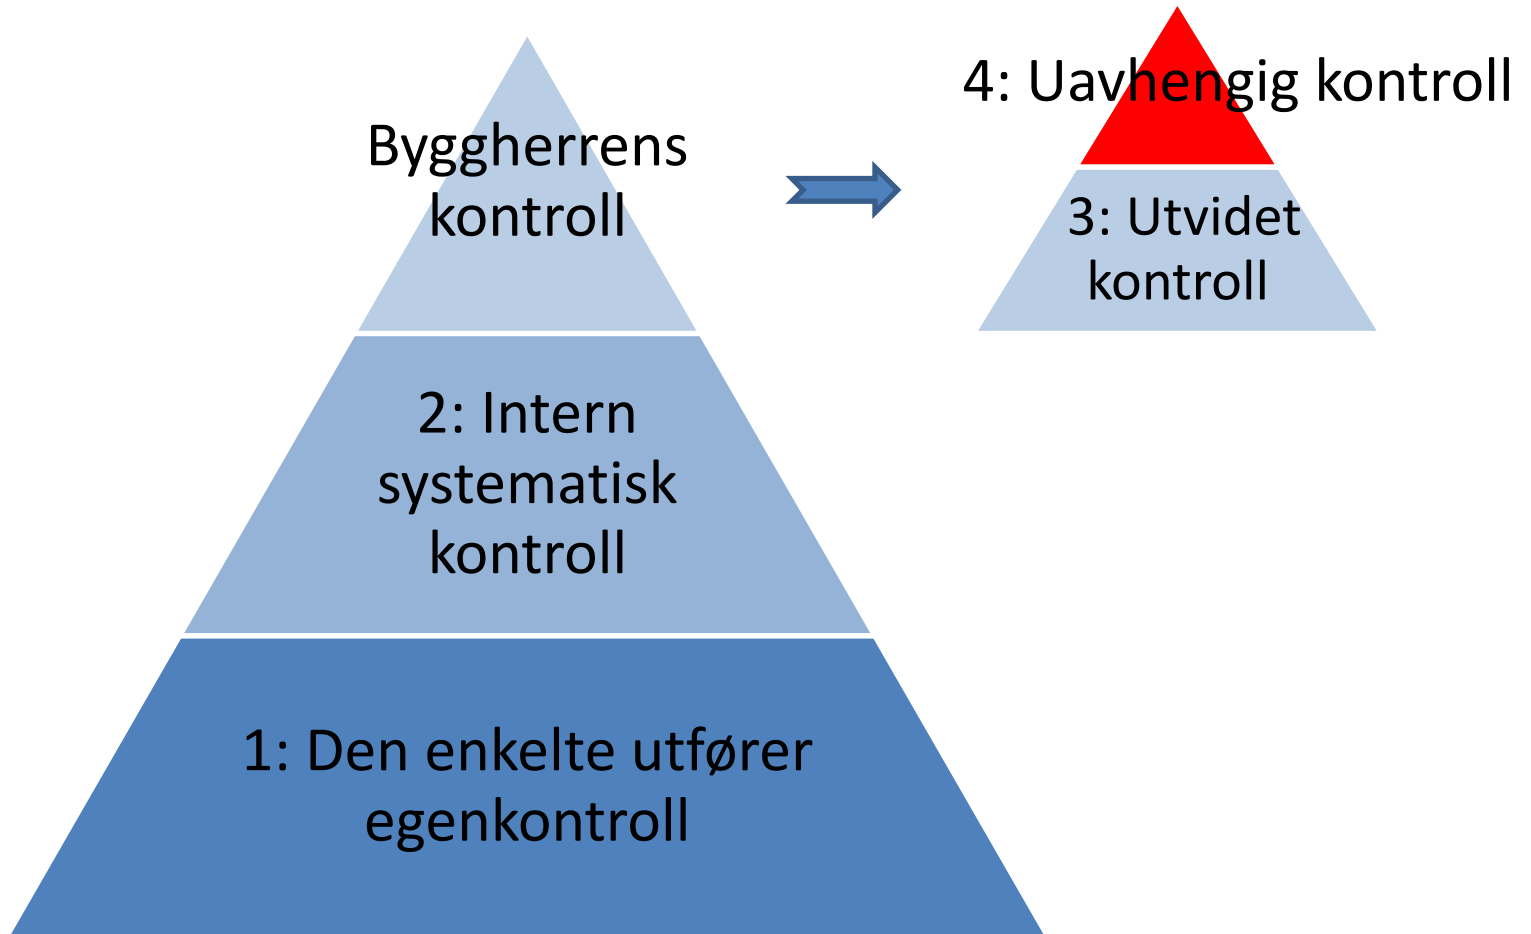 Byggherrens
kontroll
2: Intern
systematisk
kontroll
1: Den enkelte utfører
egenkontroll
4: Uavhengig kontroll
3: Utvidet
kontroll